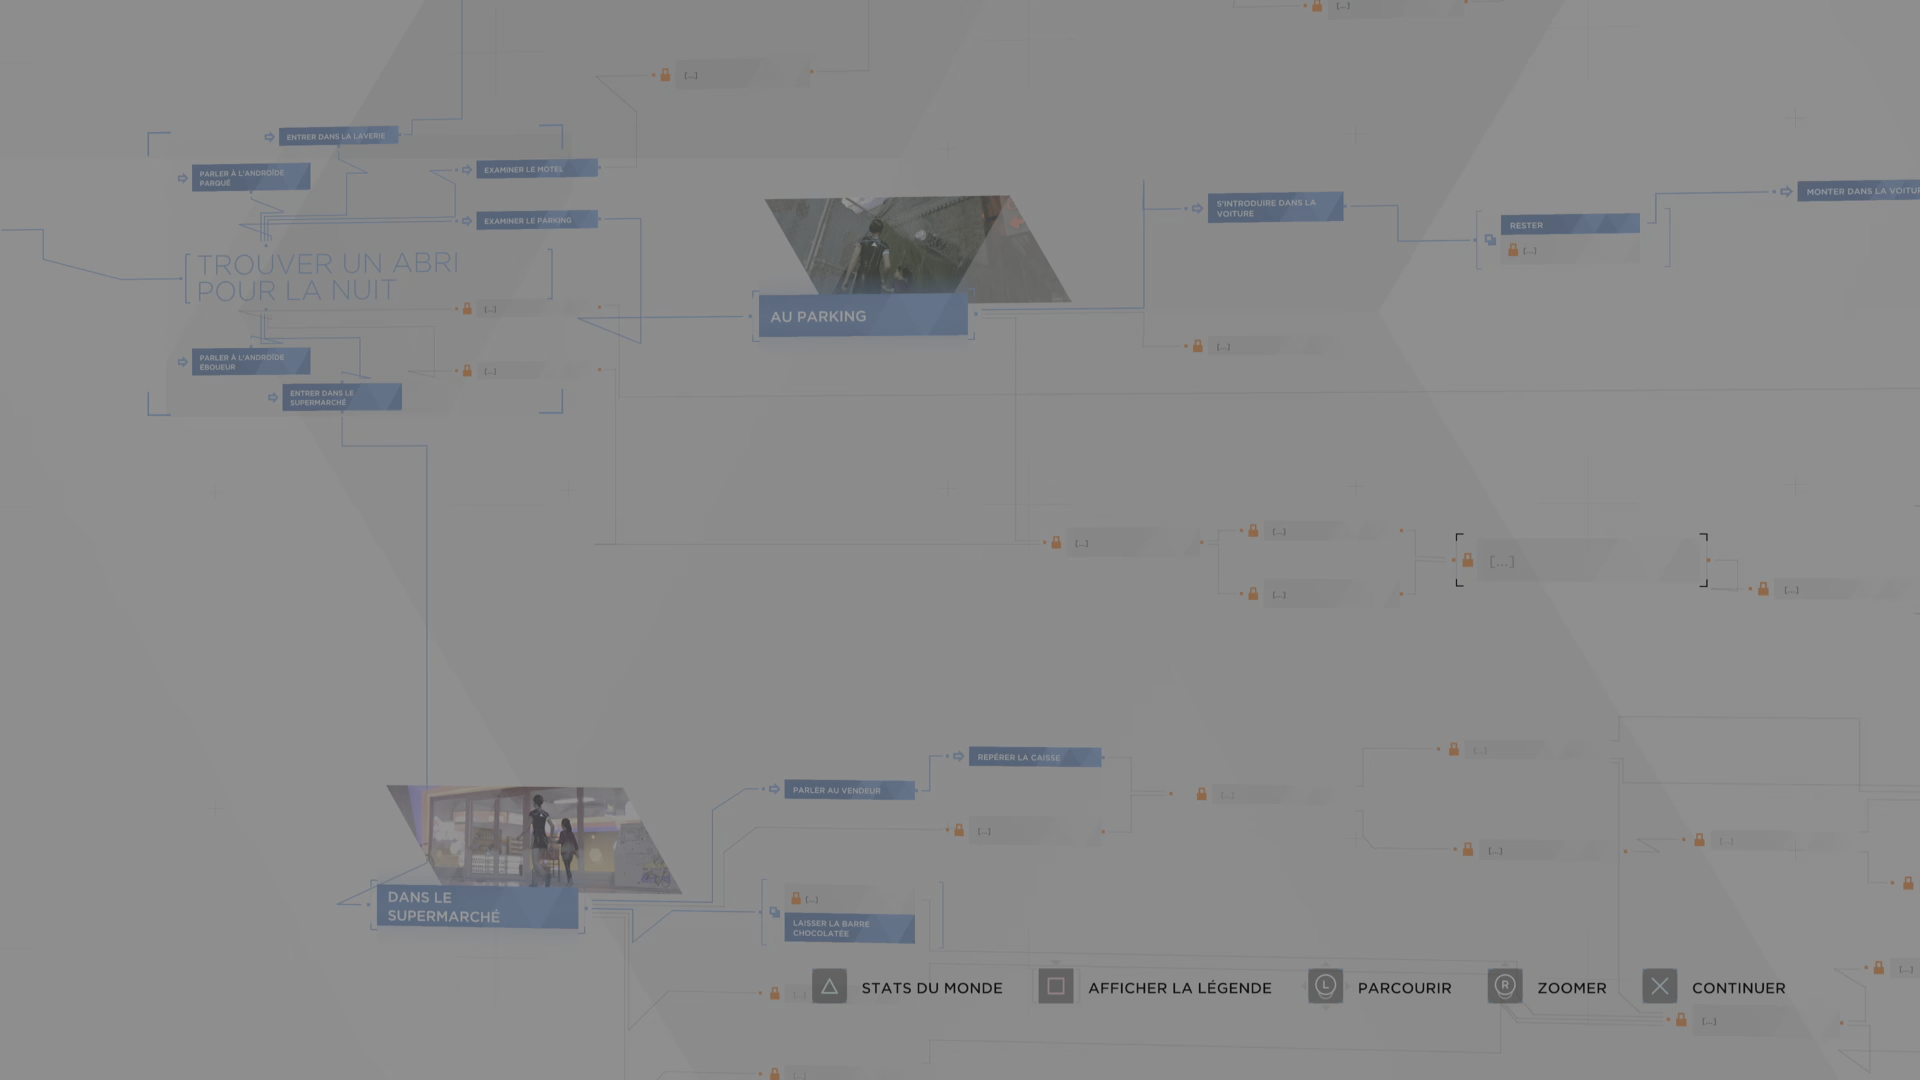 [...]
[...]
ENTRER DANS LA LAVERIE
PARLER À L'ANDROÏDE
PARQUÉ
EXAMINER LE MOTEL
EXAMINER LE PARKING
TROUVER UN ABRI
POUR LA NUIT
[...]
[...]
PARLER À L'ANDROÏDE
ÉBOUEUR
ENTRER DANS LE
SUPERMARCHÉ
AU PARKING
S'INTRODUIRE DANS LA
VOITURE
RESTER
[...]
MONTER DANS LA VOITU
[...]
[...]
[...]
[...]
[...]
[...]
DANS LE
SUPERMARCHÉ
PARLER AU VENDEUR
REPÉRER LA CAISSE
[...]
[...]
[...]
[...]
[...]
[...]
LAISSER LA BARRE
CHOCOLATÉE
[...]
[...]
[...]
[...]
STATS DU MONDE
AFFICHER LA LÉGENDE
L
PARCOURIR
R
ZOOMER
CONTINUER